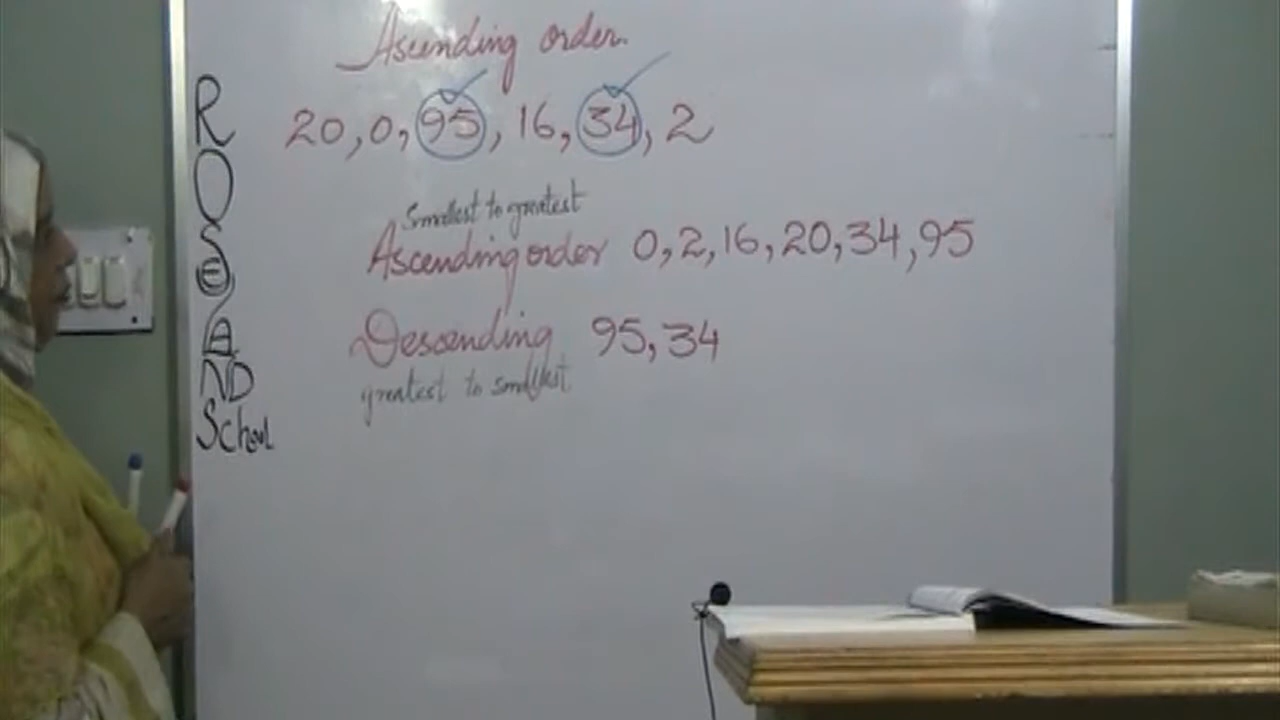 Ascending order.
20, 0, 95, 16, 34, 2
Smallest to greatest
Ascending order 0, 2, 16, 20, 34, 95
Descending 95, 34
greatest to smallest
R
O
S
E
L
A
ND
School